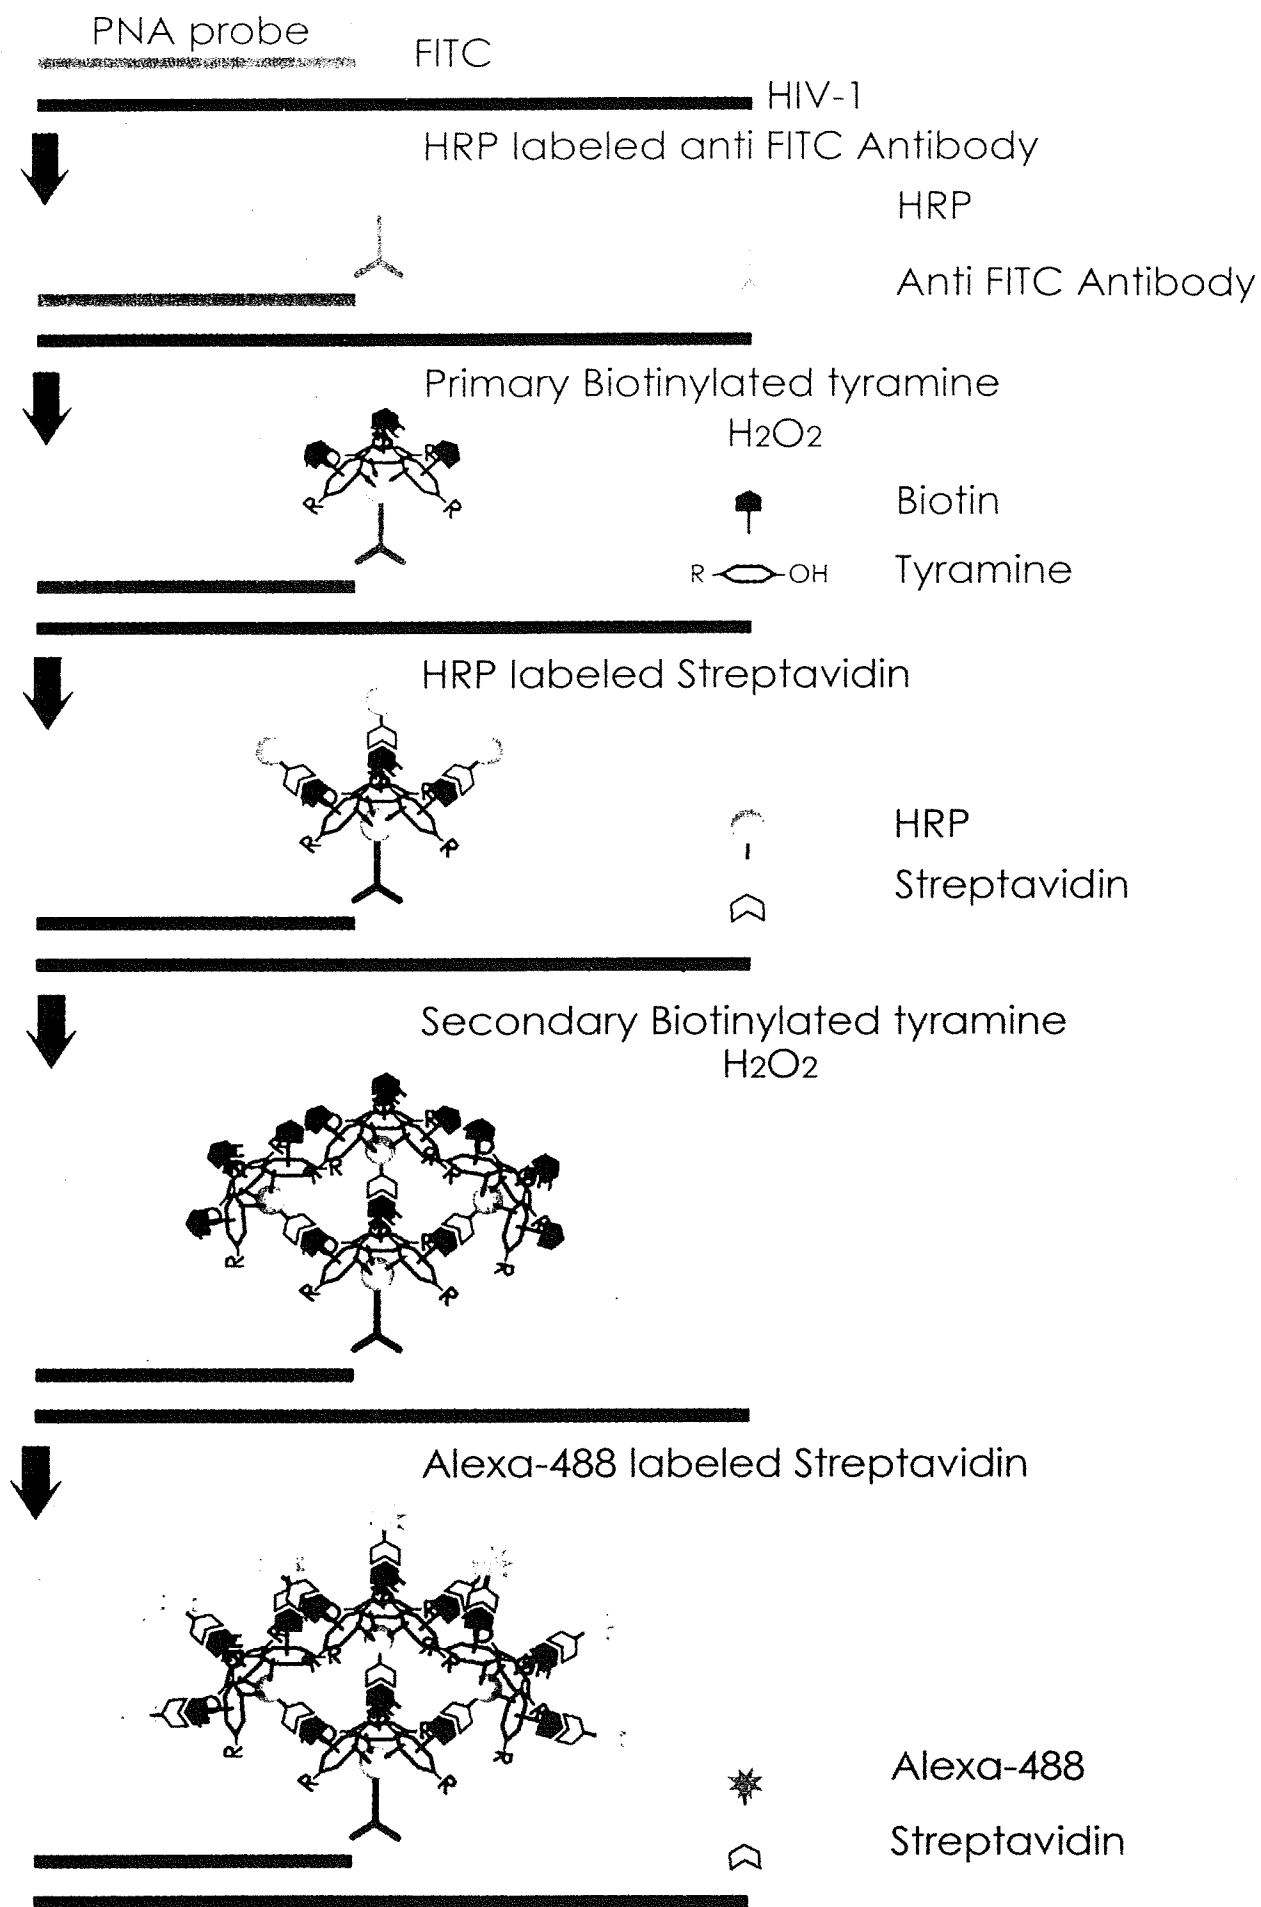 PNA probe
FITC
HIV-1
HRP labeled anti FITC Antibody
HRP
Anti FITC Antibody
Primary Biotinylated tyramine
H2O2
Biotin
R OH Tyramine
HRP labeled Streptavidin
HRP
Streptavidin
Secondary Biotinylated tyramine
H2O2
Alexa-488 labeled Streptavidin
Alexa-488
Streptavidin